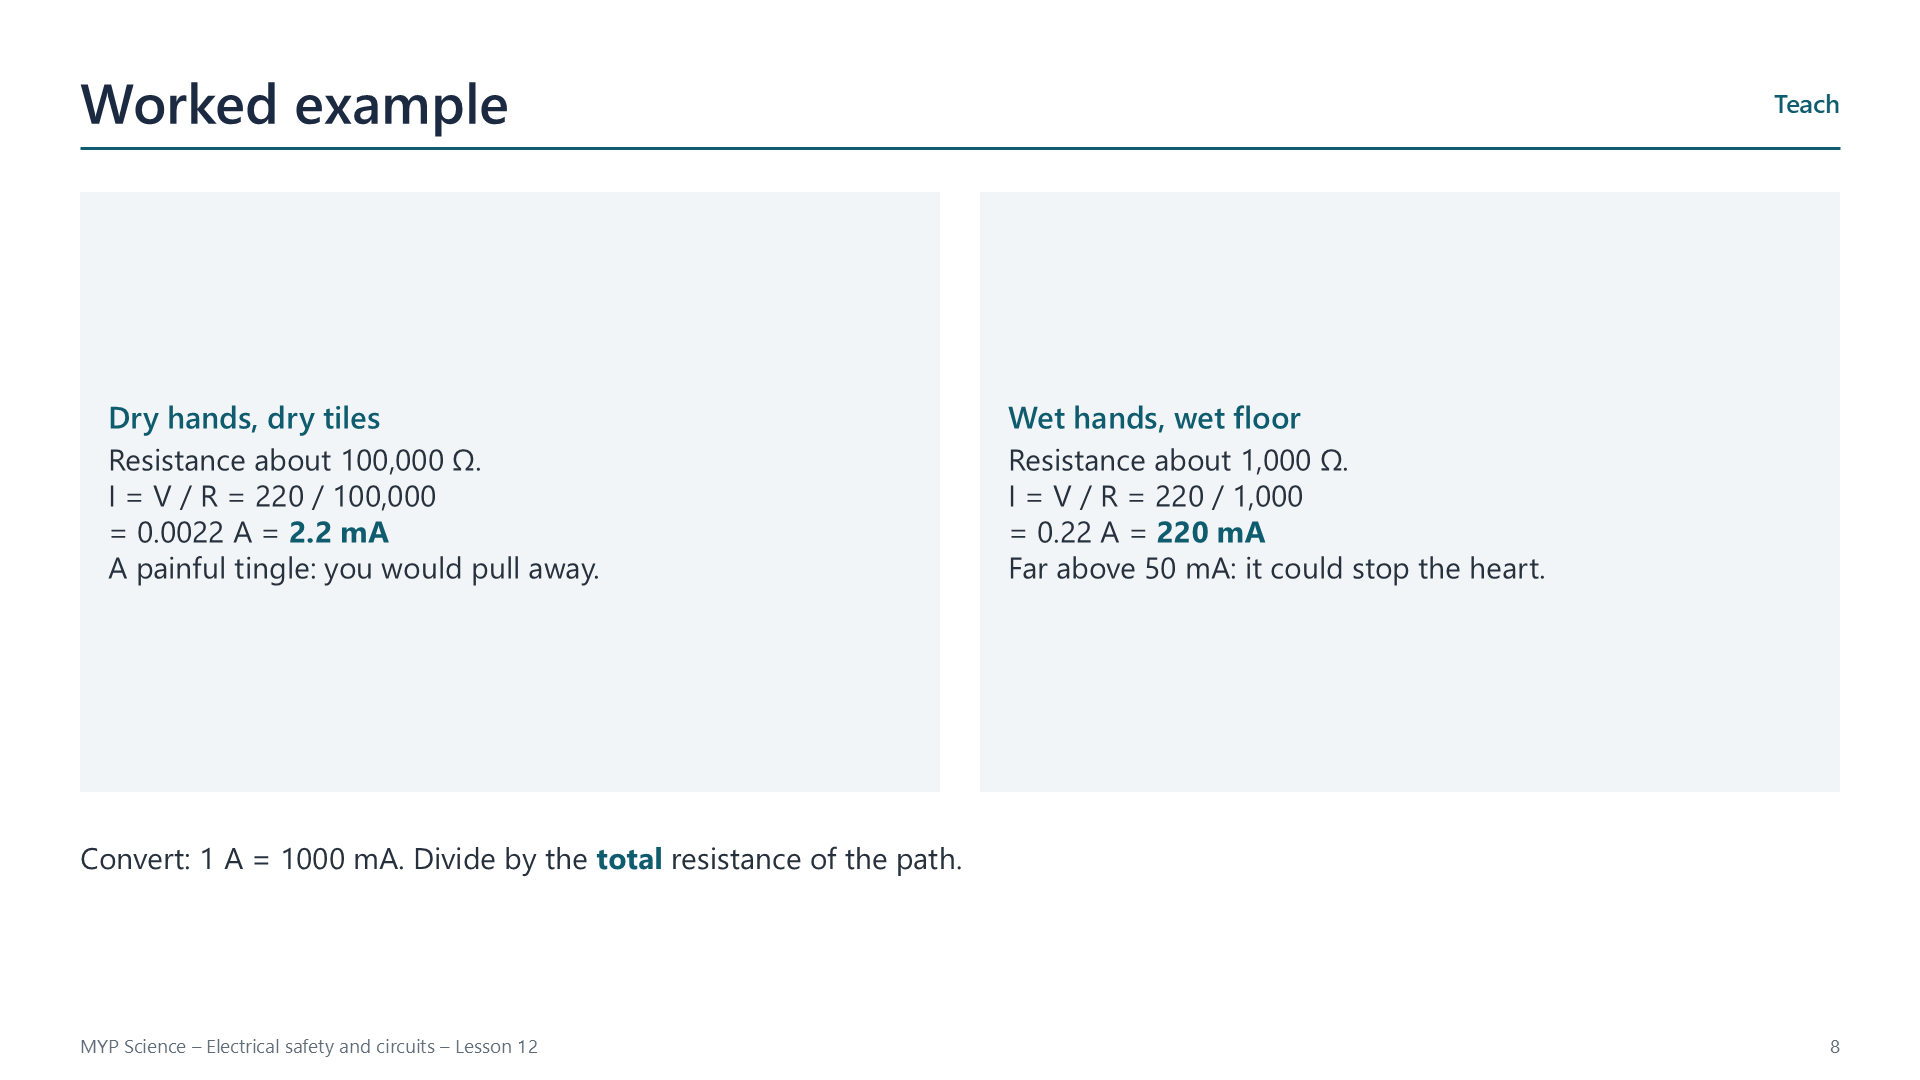 Worked example
Teach
Dry hands, dry tiles
Resistance about 100,000 Ω.
I = V / R = 220 / 100,000
= 0.0022 A = 2.2 mA
A painful tingle: you would pull away.
Wet hands, wet floor
Resistance about 1,000 Ω.
I = V / R = 220 / 1,000
= 0.22 A = 220 mA
Far above 50 mA: it could stop the heart.
Convert: 1 A = 1000 mA. Divide by the total resistance of the path.
MYP Science – Electrical safety and circuits – Lesson 12
8